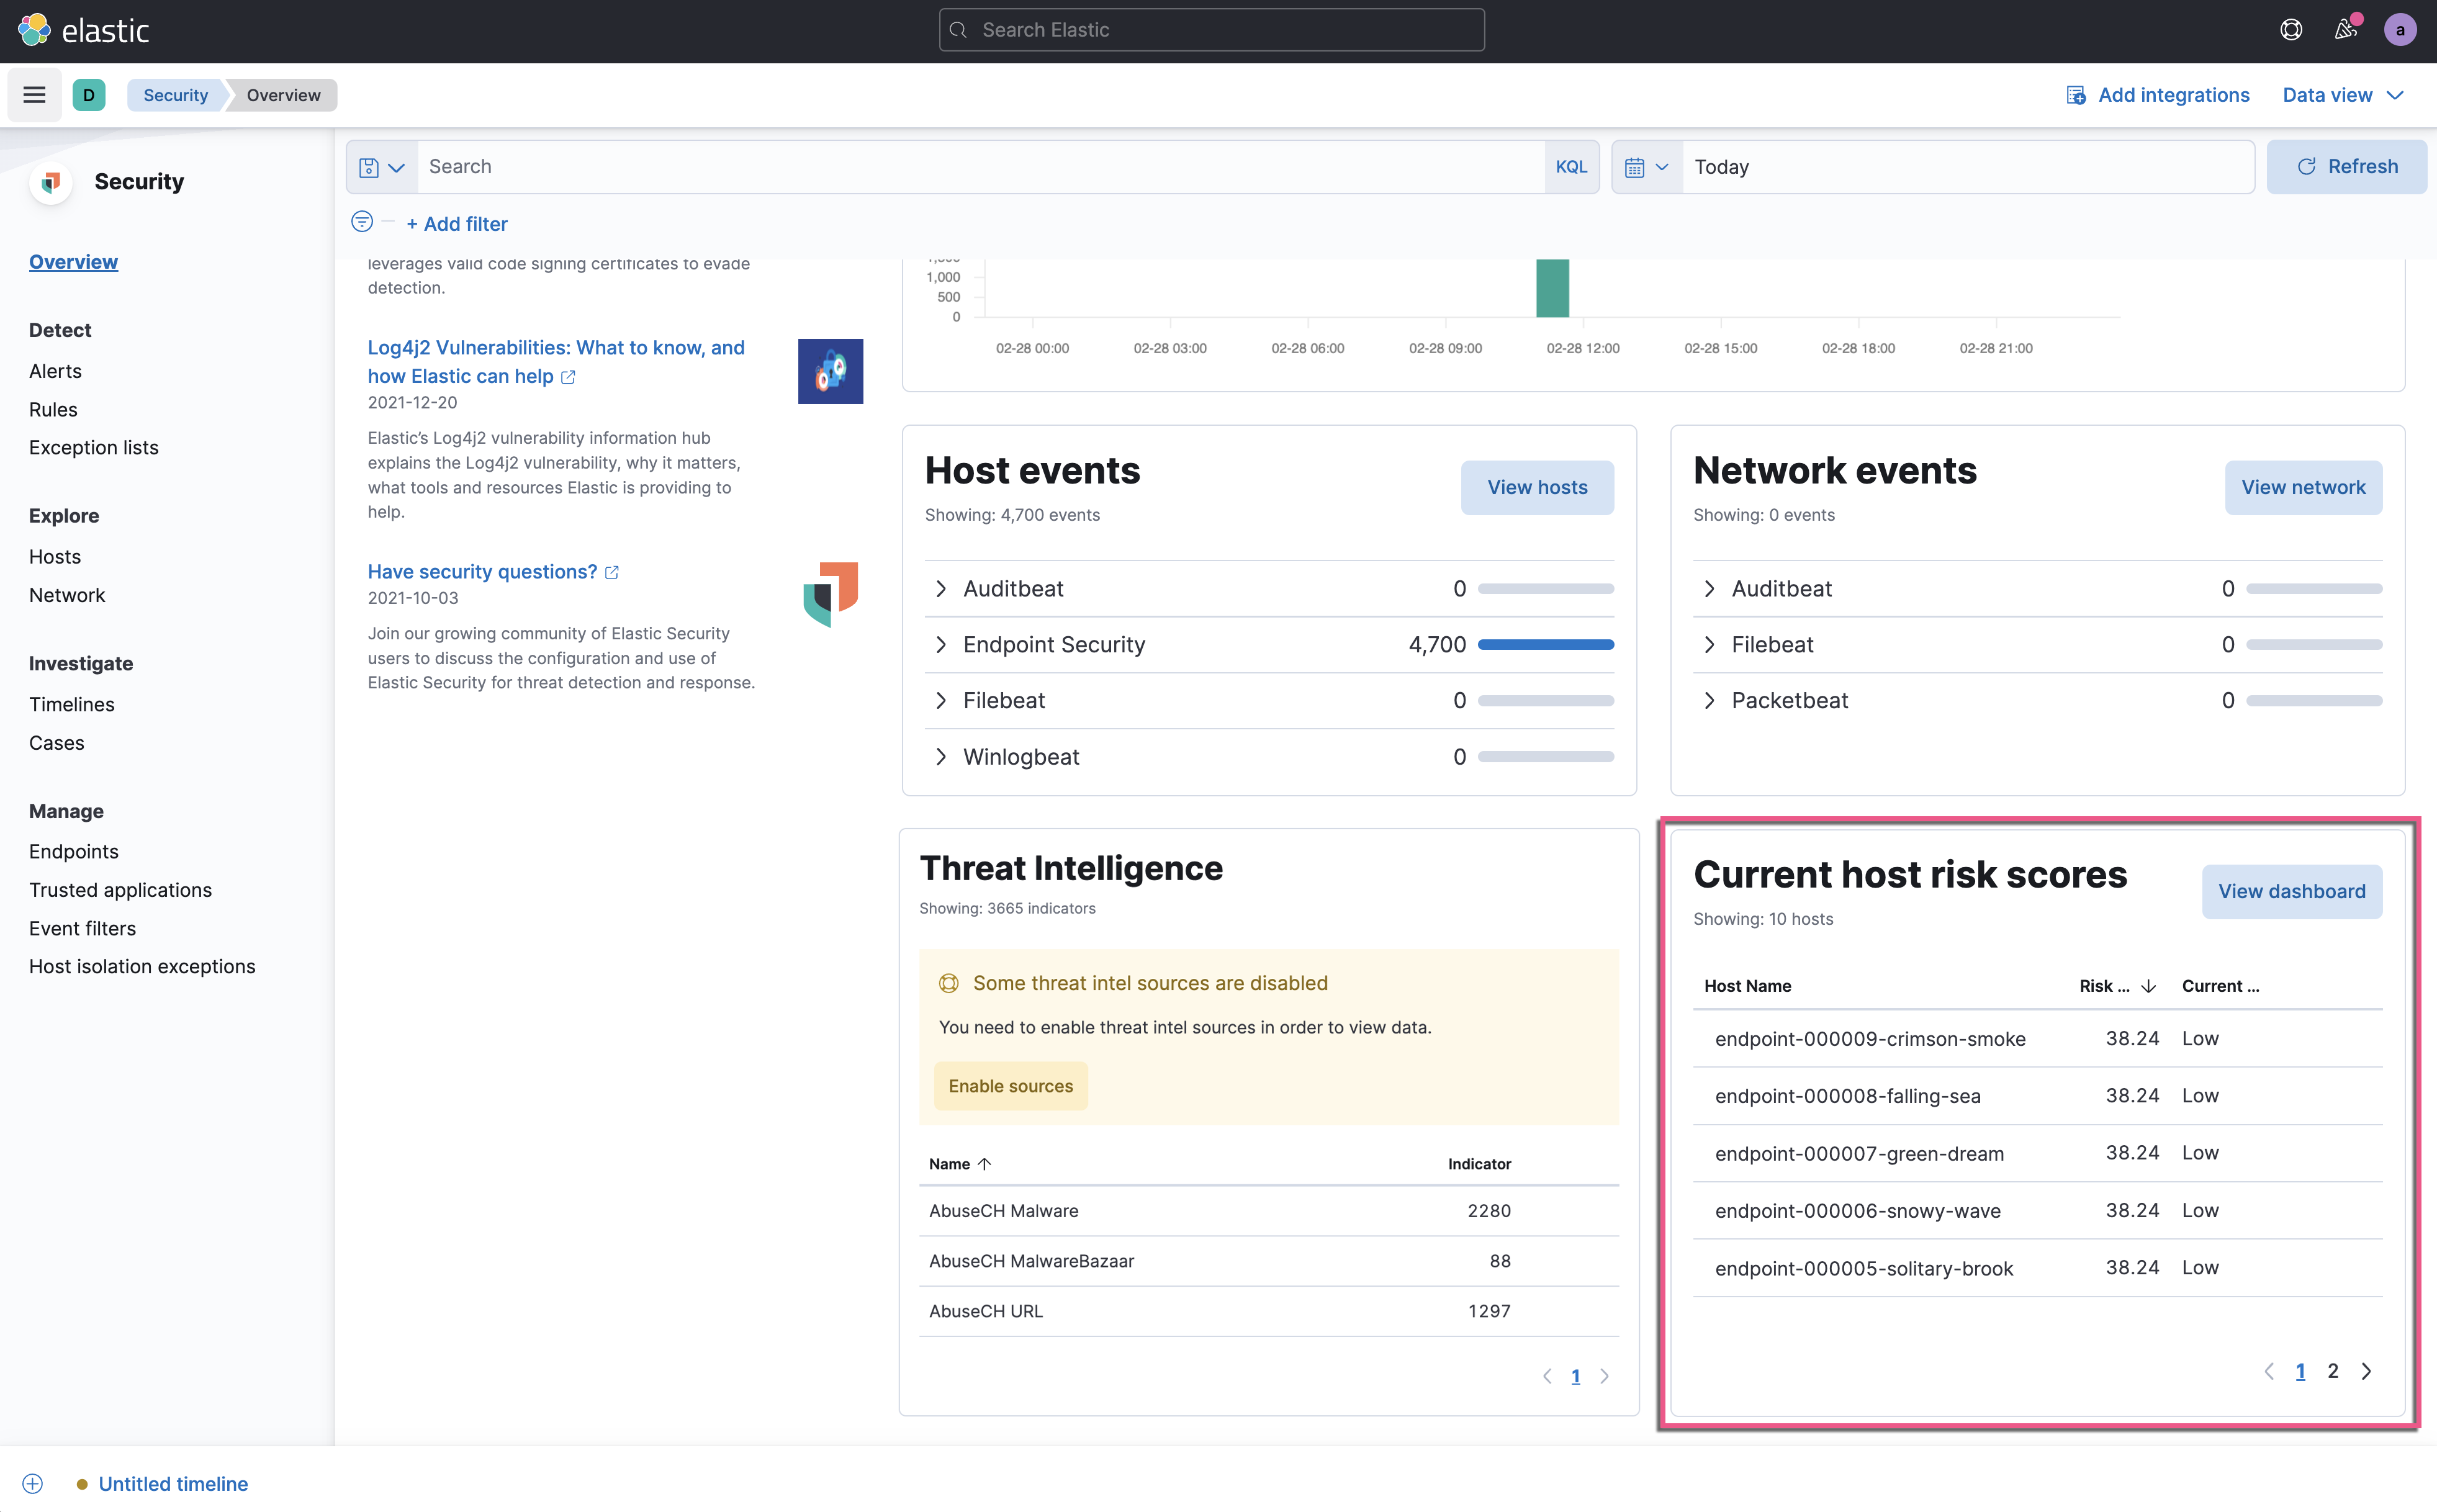 elastic
Search Elastic
a
D
Security
Overview
Add integrations
Data view
Security
Overview
Detect
Alerts
Rules
Exception lists
Explore
Hosts
Network
Investigate
Timelines
Cases
Manage
Endpoints
Trusted applications
Event filters
Host isolation exceptions
Search
KQL
Today
Refresh
+ Add filter
leverages valid code signing certificates to evade
detection.
Log4j2 Vulnerabilities: What to know, and
how Elastic can help
2021-12-20
Elastic’s Log4j2 vulnerability information hub
explains the Log4j2 vulnerability, why it matters,
what tools and resources Elastic is providing to
help.
Have security questions?
2021-10-03
Join our growing community of Elastic Security
users to discuss the configuration and use of
Elastic Security for threat detection and response.
1,000
500
0
02-28 00:00 02-28 03:00 02-28 06:00 02-28 09:00 02-28 12:00 02-28 15:00 02-28 18:00 02-28 21:00
Host events
View hosts
Showing: 4,700 events
Auditbeat 0
Endpoint Security 4,700
Filebeat 0
Winlogbeat 0
Network events
View network
Showing: 0 events
Auditbeat 0
Filebeat 0
Packetbeat 0
Threat Intelligence
Showing: 3665 indicators
Some threat intel sources are disabled
You need to enable threat intel sources in order to view data.
Enable sources
Name Indicator
AbuseCH Malware 2280
AbuseCH MalwareBazaar 88
AbuseCH URL 1297
1
Current host risk scores
View dashboard
Showing: 10 hosts
Host Name Risk ... Current ...
endpoint-000009-crimson-smoke 38.24 Low
endpoint-000008-falling-sea 38.24 Low
endpoint-000007-green-dream 38.24 Low
endpoint-000006-snowy-wave 38.24 Low
endpoint-000005-solitary-brook 38.24 Low
1 2
Untitled timeline